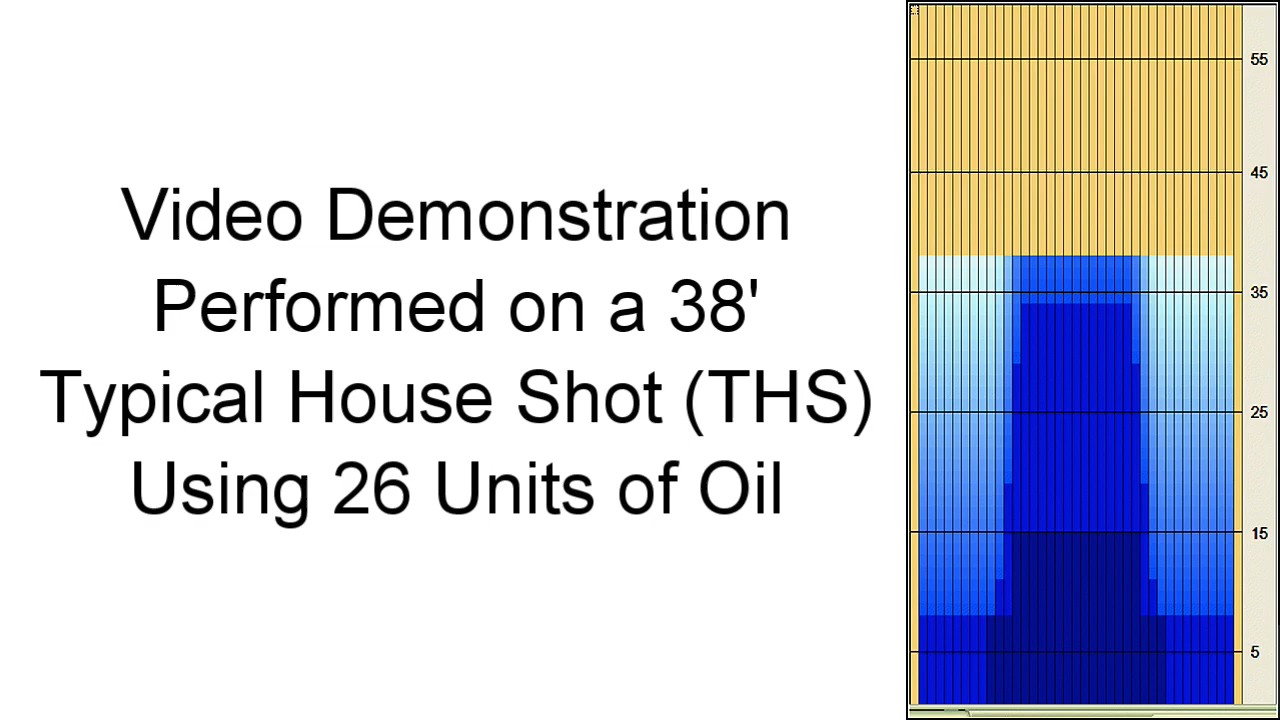 Video Demonstration
Performed on a 38'
Typical House Shot (THS)
Using 26 Units of Oil
55
45
35
25
15
5